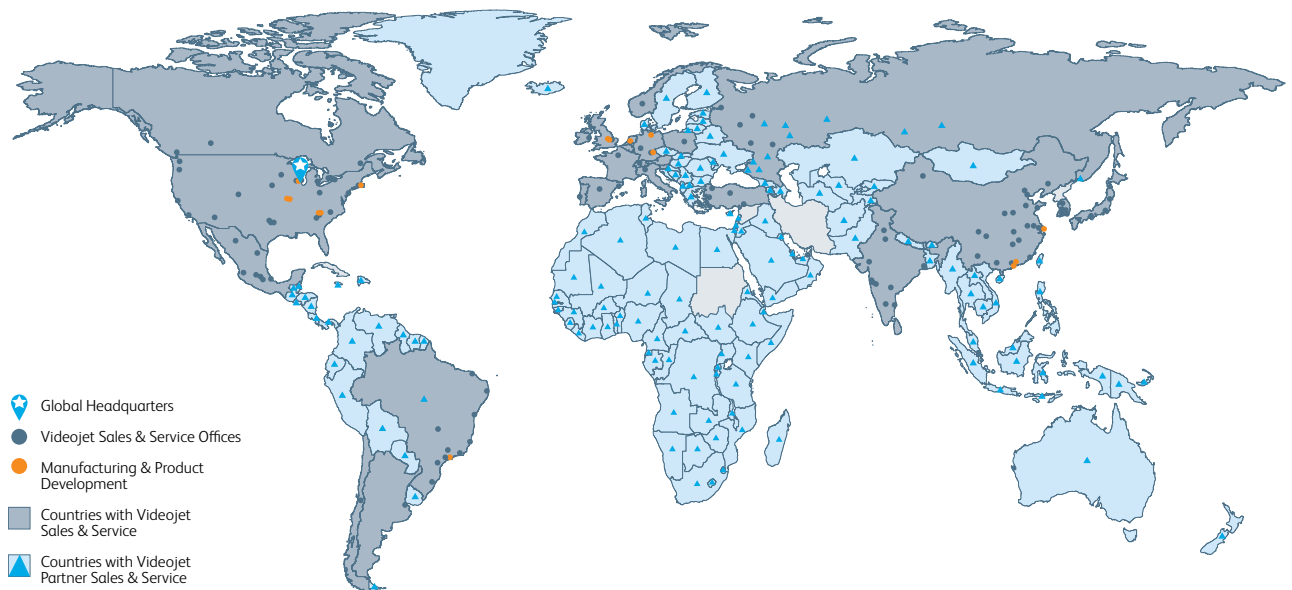 Global Headquarters
Videojet Sales & Service Offices
Manufacturing & Product
Development
Countries with Videojet
Sales & Service
Countries with Videojet
Partner Sales & Service